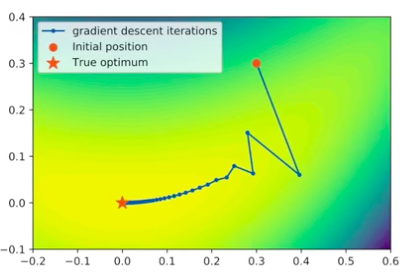 0.4
gradient descent iterations
Initial position
True optimum
0.3
0.2
0.1
0.0
−0.1
−0.2 −0.1 0.0 0.1 0.2 0.3 0.4 0.5 0.6